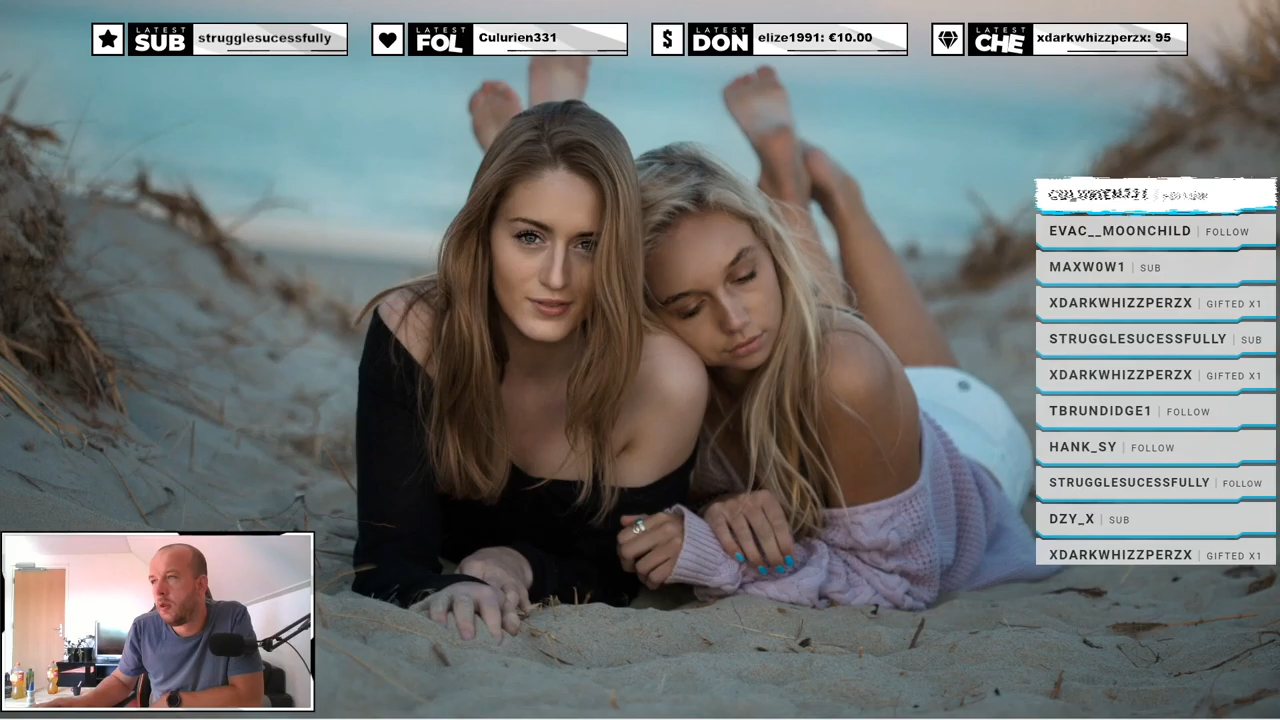 LATEST
SUB
strugglesucessfully
LATEST
FOL
Culurien331
$
LATEST
DON
elize1991: €10.00
LATEST
CHE
xdarkwhizzperzx: 95
CULURIEN331 | FOLLOW
EVAC__MOONCHILD | FOLLOW
MAXW0W1 | SUB
XDARKWHIZZPERZX | GIFTED X1
STRUGGLESUCESSFULLY | SUB
XDARKWHIZZPERZX | GIFTED X1
TBRUNDIDGE1 | FOLLOW
HANK_SY | FOLLOW
STRUGGLESUCESSFULLY | FOLLOW
DZY_X | SUB
XDARKWHIZZPERZX | GIFTED X1